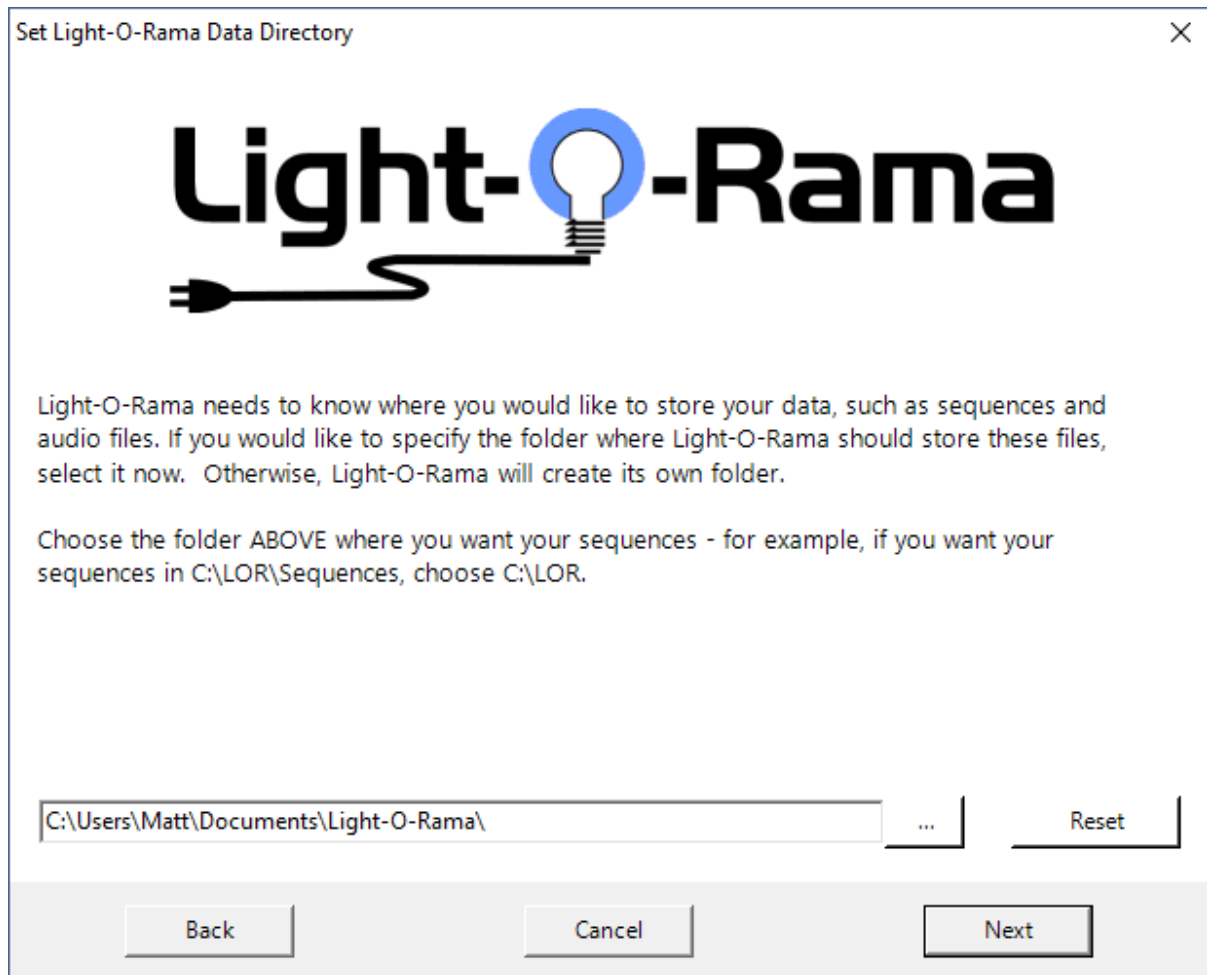 Set Light-O-Rama Data Directory
Light-O-Rama
Light-O-Rama needs to know where you would like to store your data, such as sequences and
audio files. If you would like to specify the folder where Light-O-Rama should store these files,
select it now.  Otherwise, Light-O-Rama will create its own folder.
Choose the folder ABOVE where you want your sequences - for example, if you want your
sequences in C:\LOR\Sequences, choose C:\LOR.
C:\Users\Matt\Documents\Light-O-Rama\ ... Reset
Back Cancel Next